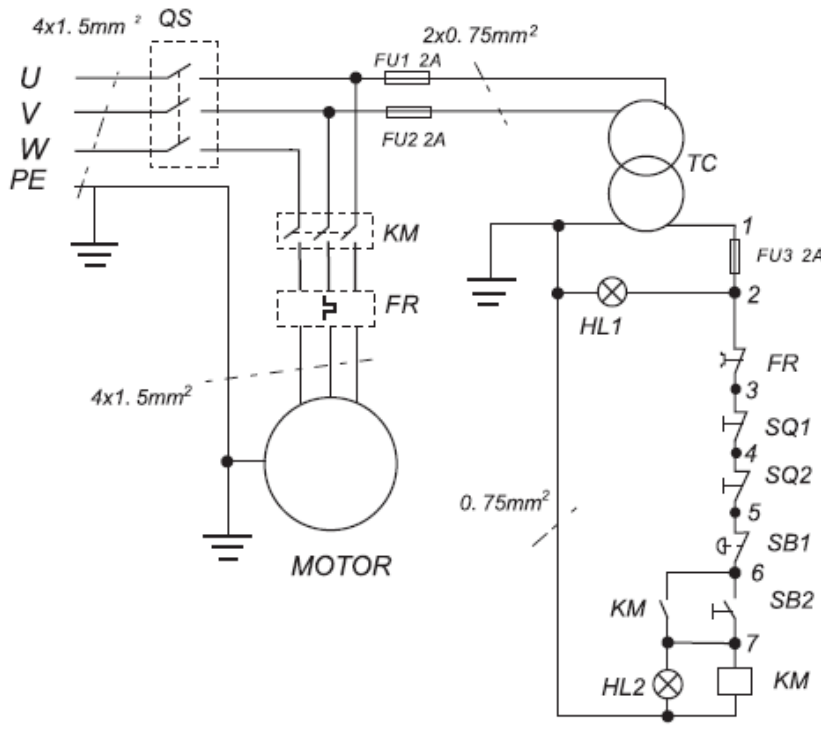 4x1.5mm²
QS
2x0.75mm²
FU1 2A
U
V
FU2 2A
W
TC
PE
KM
1
FU3 2A
FR
2
HL1
FR
3
4x1.5mm²
SQ1
4
SQ2
0.75mm²
5
SB1
MOTOR
6
KM
SB2
7
HL2
KM